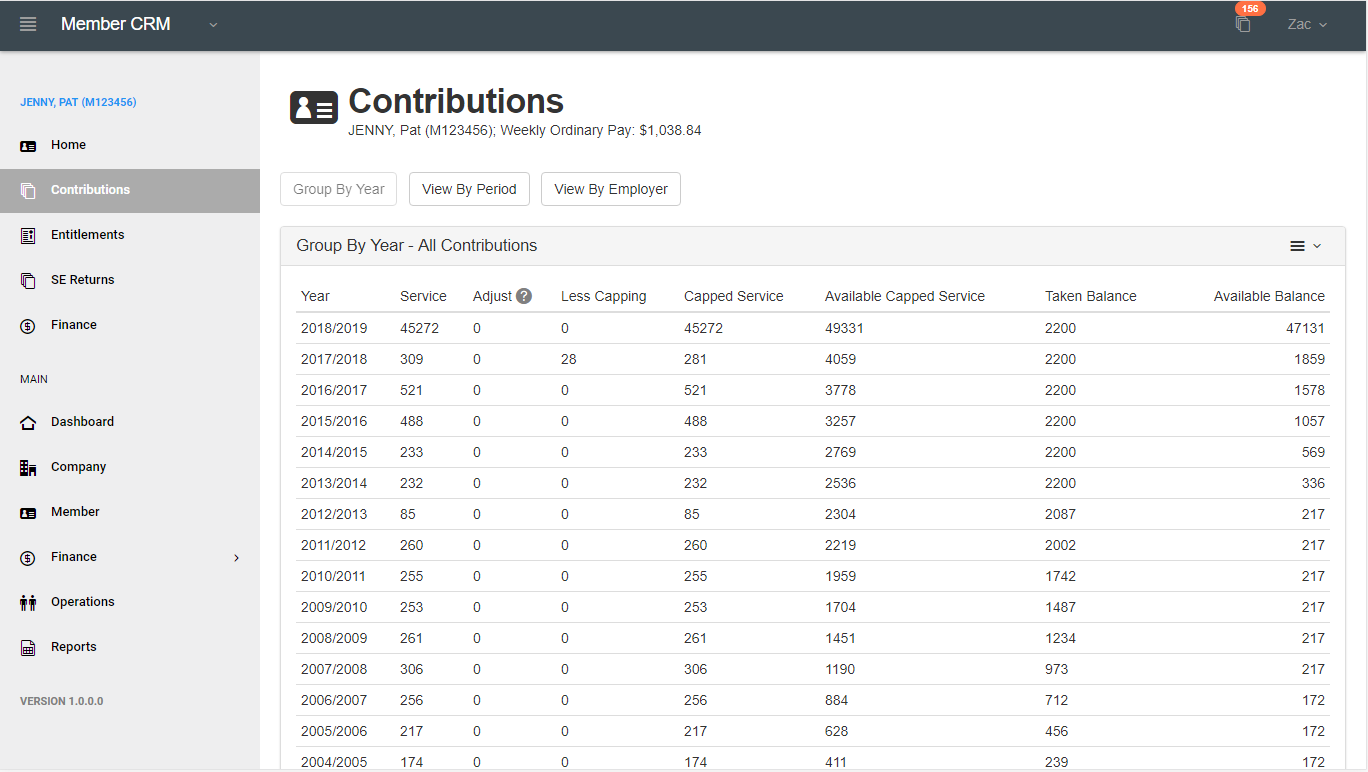 Member CRM
156
Zac
JENNY, PAT (M123456)
Home
Contributions
Entitlements
SE Returns
Finance
MAIN
Dashboard
Company
Member
Finance
Operations
Reports
VERSION 1.0.0.0
Contributions
JENNY, Pat (M123456); Weekly Ordinary Pay: $1,038.84
Group By Year View By Period View By Employer
Group By Year - All Contributions
Year Service Adjust ? Less Capping Capped Service Available Capped Service Taken Balance Available Balance
2018/2019 45272 0 0 45272 49331 2200 47131
2017/2018 309 0 28 281 4059 2200 1859
2016/2017 521 0 0 521 3778 2200 1578
2015/2016 488 0 0 488 3257 2200 1057
2014/2015 233 0 0 233 2769 2200 569
2013/2014 232 0 0 232 2536 2200 336
2012/2013 85 0 0 85 2304 2087 217
2011/2012 260 0 0 260 2219 2002 217
2010/2011 255 0 0 255 1959 1742 217
2009/2010 253 0 0 253 1704 1487 217
2008/2009 261 0 0 261 1451 1234 217
2007/2008 306 0 0 306 1190 973 217
2006/2007 256 0 0 256 884 712 172
2005/2006 217 0 0 217 628 456 172
2004/2005 174 0 0 174 411 239 172